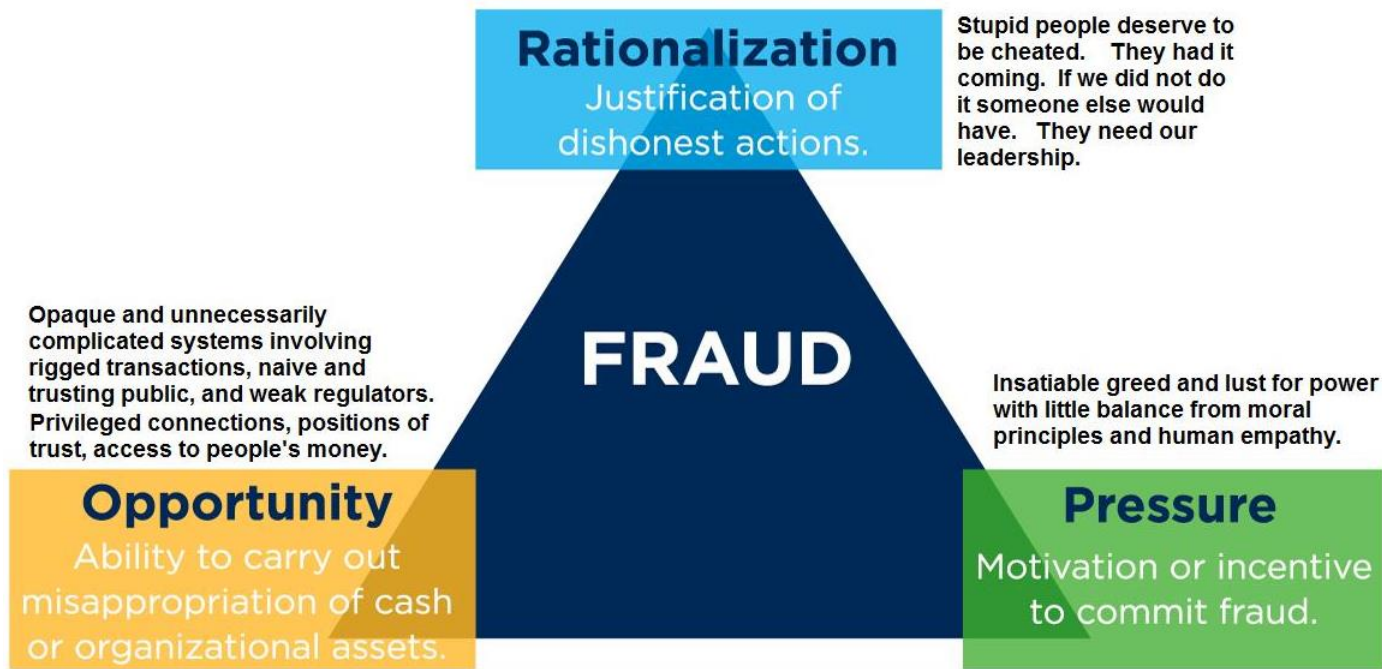 Rationalization
Justification of
dishonest actions.
Stupid people deserve to
be cheated.    They had it
coming.  If we did not do
it someone else would
have.   They need our
leadership.
Opaque and unnecessarily
complicated systems involving
rigged transactions, naive and
trusting public, and weak regulators.
Privileged connections, positions of
trust, access to people's money.
FRAUD
Insatiable greed and lust for power
with little balance from moral
principles and human empathy.
Opportunity
Ability to carry out
misappropriation of cash
or organizational assets.
Pressure
Motivation or incentive
to commit fraud.